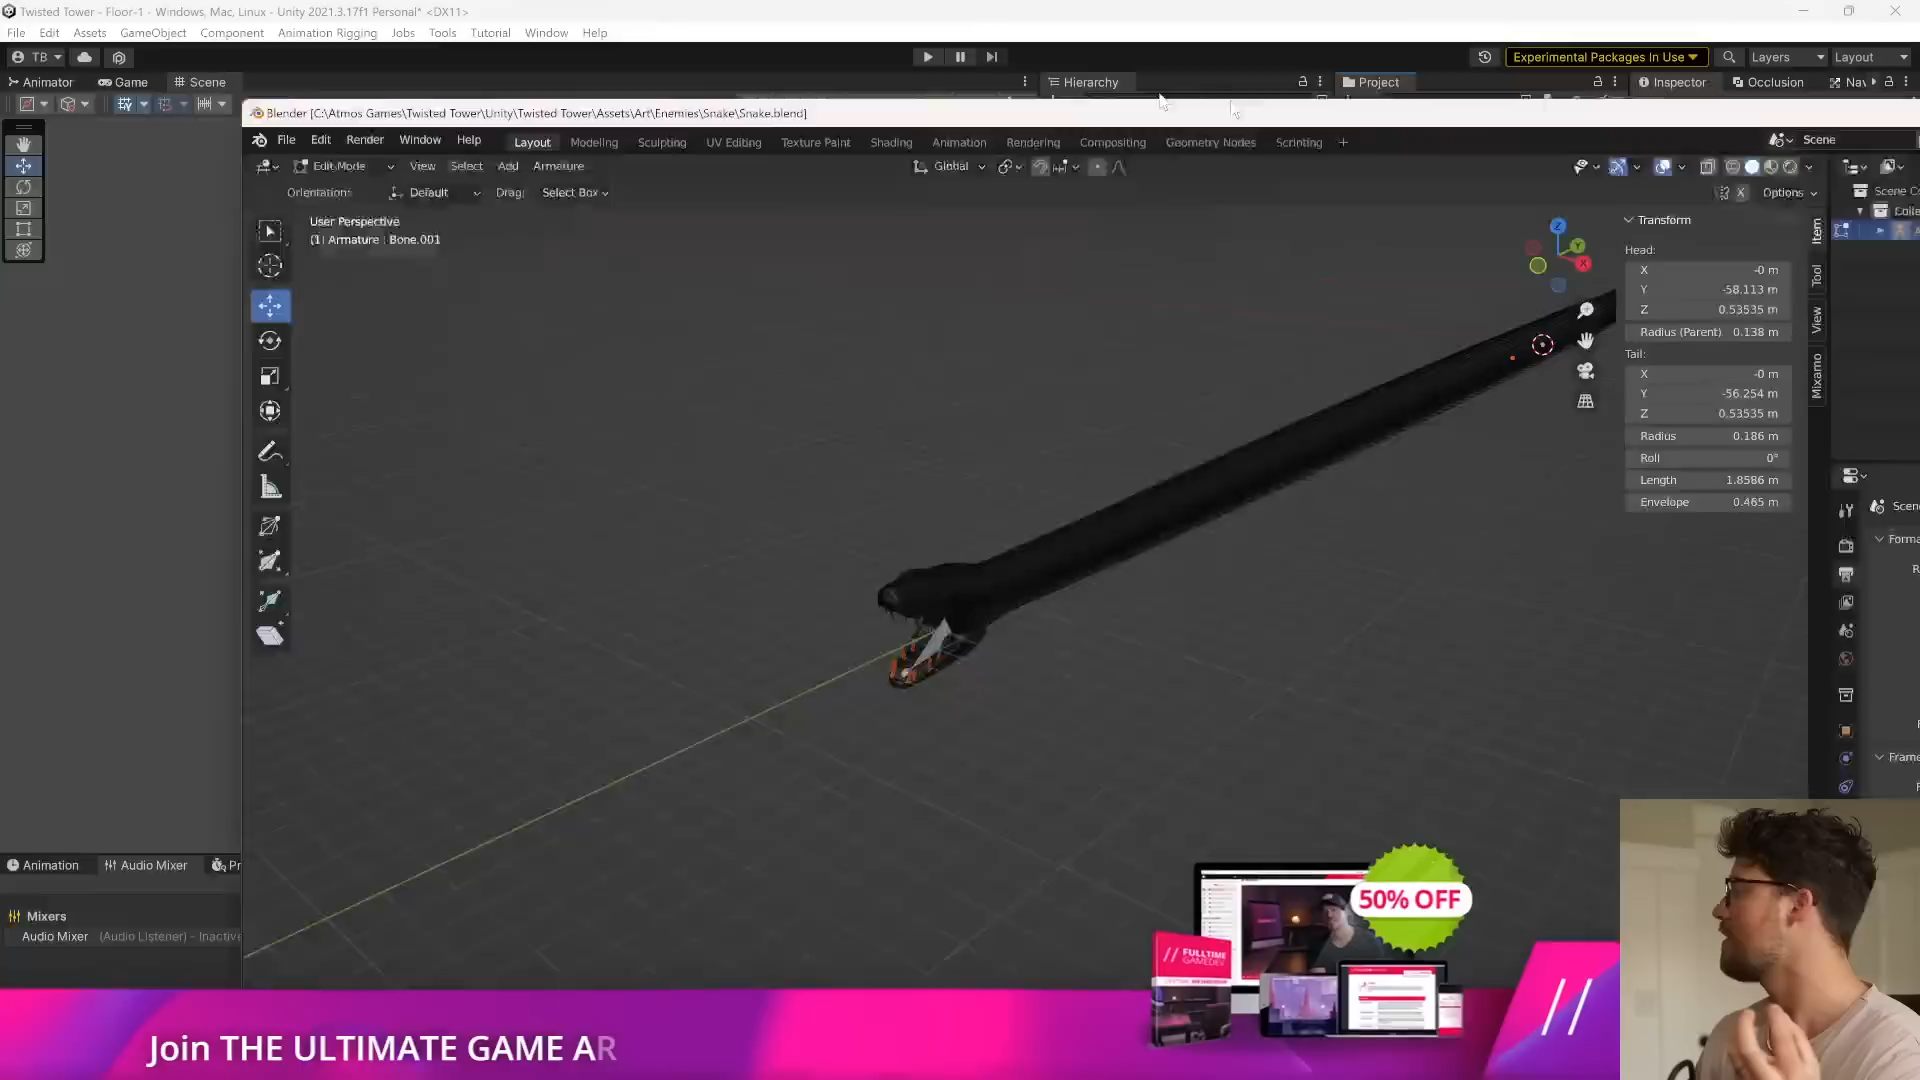 Twisted Tower - Floor-1 - Windows, Mac, Linux - Unity 2021.3.17f1 Personal* <DX11>
File Edit Assets GameObject Component Animation Rigging Jobs Tools Tutorial Window Help
TB Experimental Packages In Use Layers Layout
Animator Game Scene Hierarchy Project Inspector Occlusion Nav
Blender [C:\Atmos Games\Twisted Tower\Unity\Twisted Tower\Assets\Art\Enemies\Snake\Snake.blend]
File Edit Render Window Help Layout Modeling Sculpting UV Editing Texture Paint Shading Animation Rendering Compositing Geometry Nodes Scripting + Scene
Edit Mode View Select Add Armature Global
Orientation: Default Drag: Select Box X Options
Scene Co
Colle
User Perspective
(1) Armature : Bone.001
Z
Y
X
Transform
Head:
X -0 m
Y -58.113 m
Z 0.53535 m
Radius (Parent) 0.138 m
Tail:
X -0 m
Y -56.254 m
Z 0.53535 m
Radius 0.186 m
Roll 0°
Length 1.8586 m
Envelope 0.465 m
Item
Tool
View
Mixamo
Scen
Forma
R
Frame
Animation Audio Mixer Pr
Mixers
Audio Mixer (Audio Listener) - Inactive
50% OFF
// FULLTIME
GAMEDEV
Join THE ULTIMATE GAME AR
//